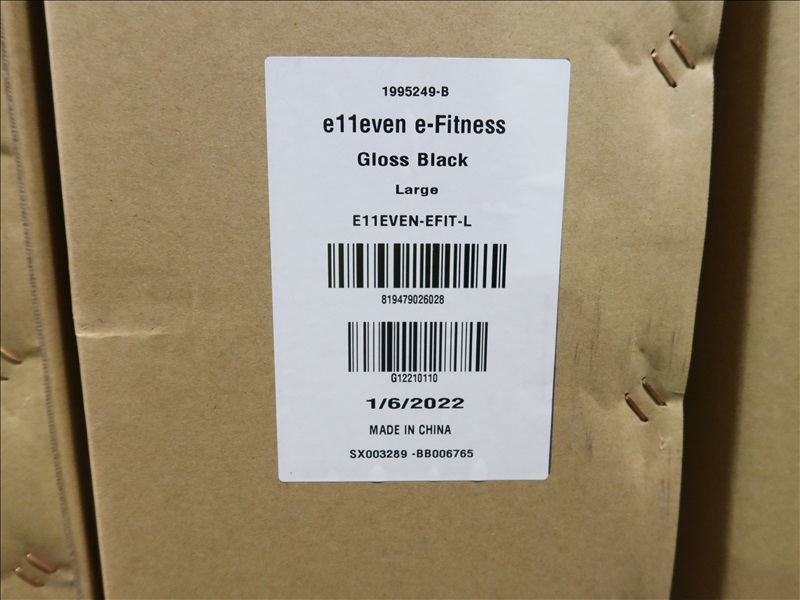 1995249-B
e11even e-Fitness
Gloss Black
Large
E11EVEN-EFIT-L
819479026028
G12210110
1/6/2022
MADE IN CHINA
SX003289 -BB006765